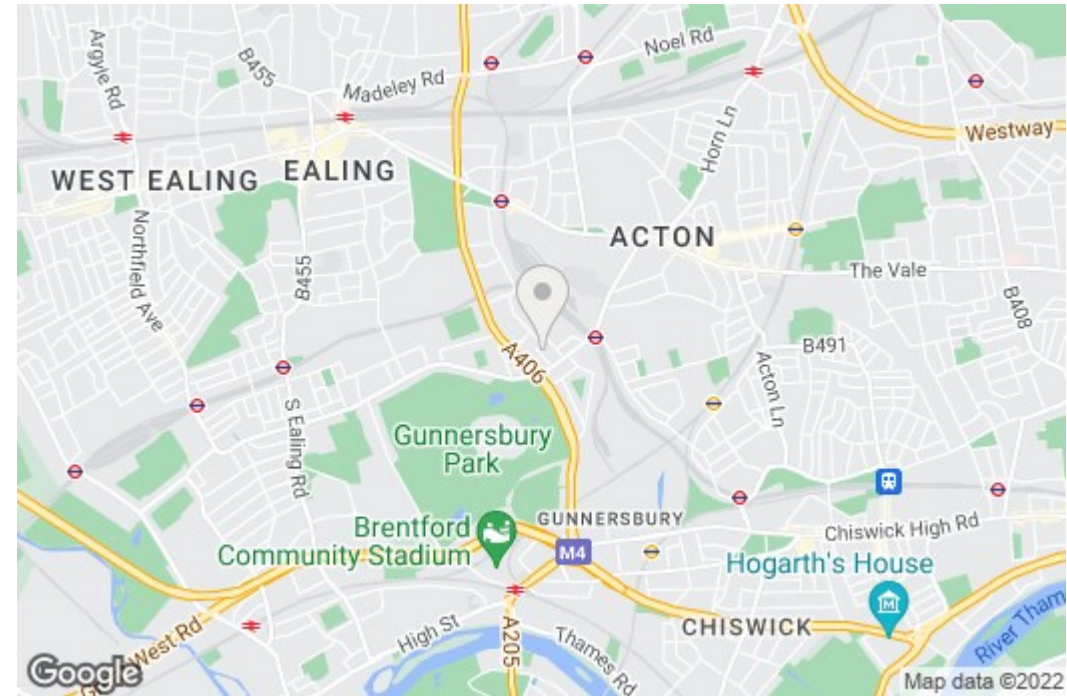 Argyle Rd
B455
Madeley Rd
Noel Rd
Horn Ln
Westway
WEST EALING
EALING
ACTON
Northfield Ave
B455
The Vale
B408
A406
B491
Acton Ln
S Ealing Rd
Gunnersbury
Park
Brentford
Community Stadium
GUNNERSBURY
M4
Chiswick High Rd
Hogarth's House
M
West Rd
High St
A205
Thames Rd
CHISWICK
River Tham
Google
Map data ©2022